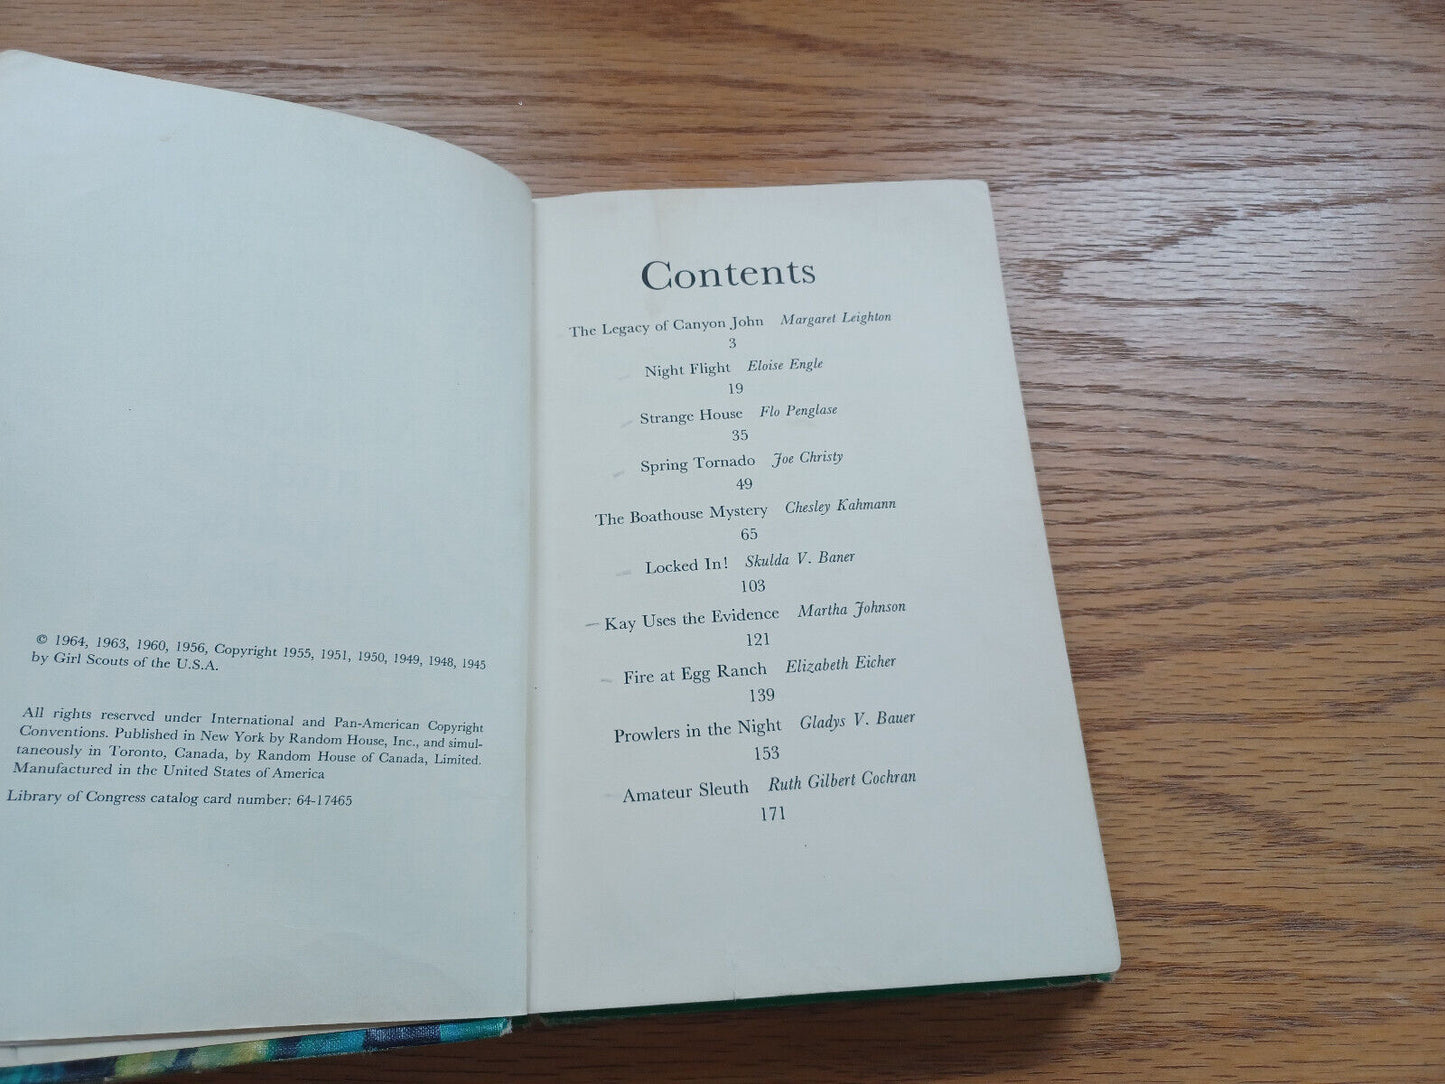 © 1964, 1963, 1960, 1956, Copyright 1955, 1951, 1950, 1949, 1948, 1945
by Girl Scouts of the U.S.A.
All rights reserved under International and Pan-American Copyright
Conventions. Published in New York by Random House, Inc., and simul-
taneously in Toronto, Canada, by Random House of Canada, Limited.
Manufactured in the United States of America
Library of Congress catalog card number: 64-17465
Contents
The Legacy of Canyon John Margaret Leighton
3
Night Flight Eloise Engle
19
Strange House Flo Penglase
35
Spring Tornado Joe Christy
49
The Boathouse Mystery Chesley Kahmann
65
Locked In! Skulda V. Baner
103
Kay Uses the Evidence Martha Johnson
121
Fire at Egg Ranch Elizabeth Eicher
139
Prowlers in the Night Gladys V. Bauer
153
Amateur Sleuth Ruth Gilbert Cochran
171